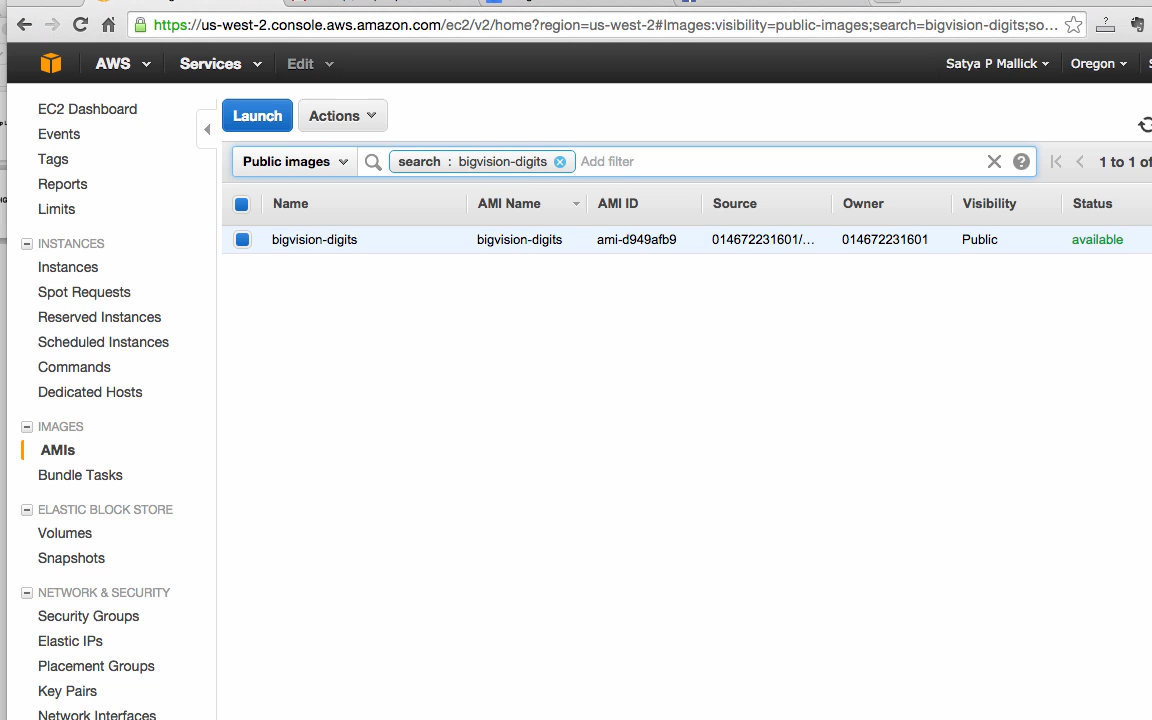 https://us-west-2.console.aws.amazon.com/ec2/v2/home?region=us-west-2#Images:visibility=public-images;search=bigvision-digits;so...
AWS Services Edit Satya P Mallick Oregon
EC2 Dashboard
Events
Tags
Reports
Limits
INSTANCES
Instances
Spot Requests
Reserved Instances
Scheduled Instances
Commands
Dedicated Hosts
IMAGES
AMIs
Bundle Tasks
ELASTIC BLOCK STORE
Volumes
Snapshots
NETWORK & SECURITY
Security Groups
Elastic IPs
Placement Groups
Key Pairs
Network Interfaces
Launch Actions
Public images search : bigvision-digits Add filter 1 to 1 of
Name AMI Name AMI ID Source Owner Visibility Status
bigvision-digits bigvision-digits ami-d949afb9 014672231601/... 014672231601 Public available